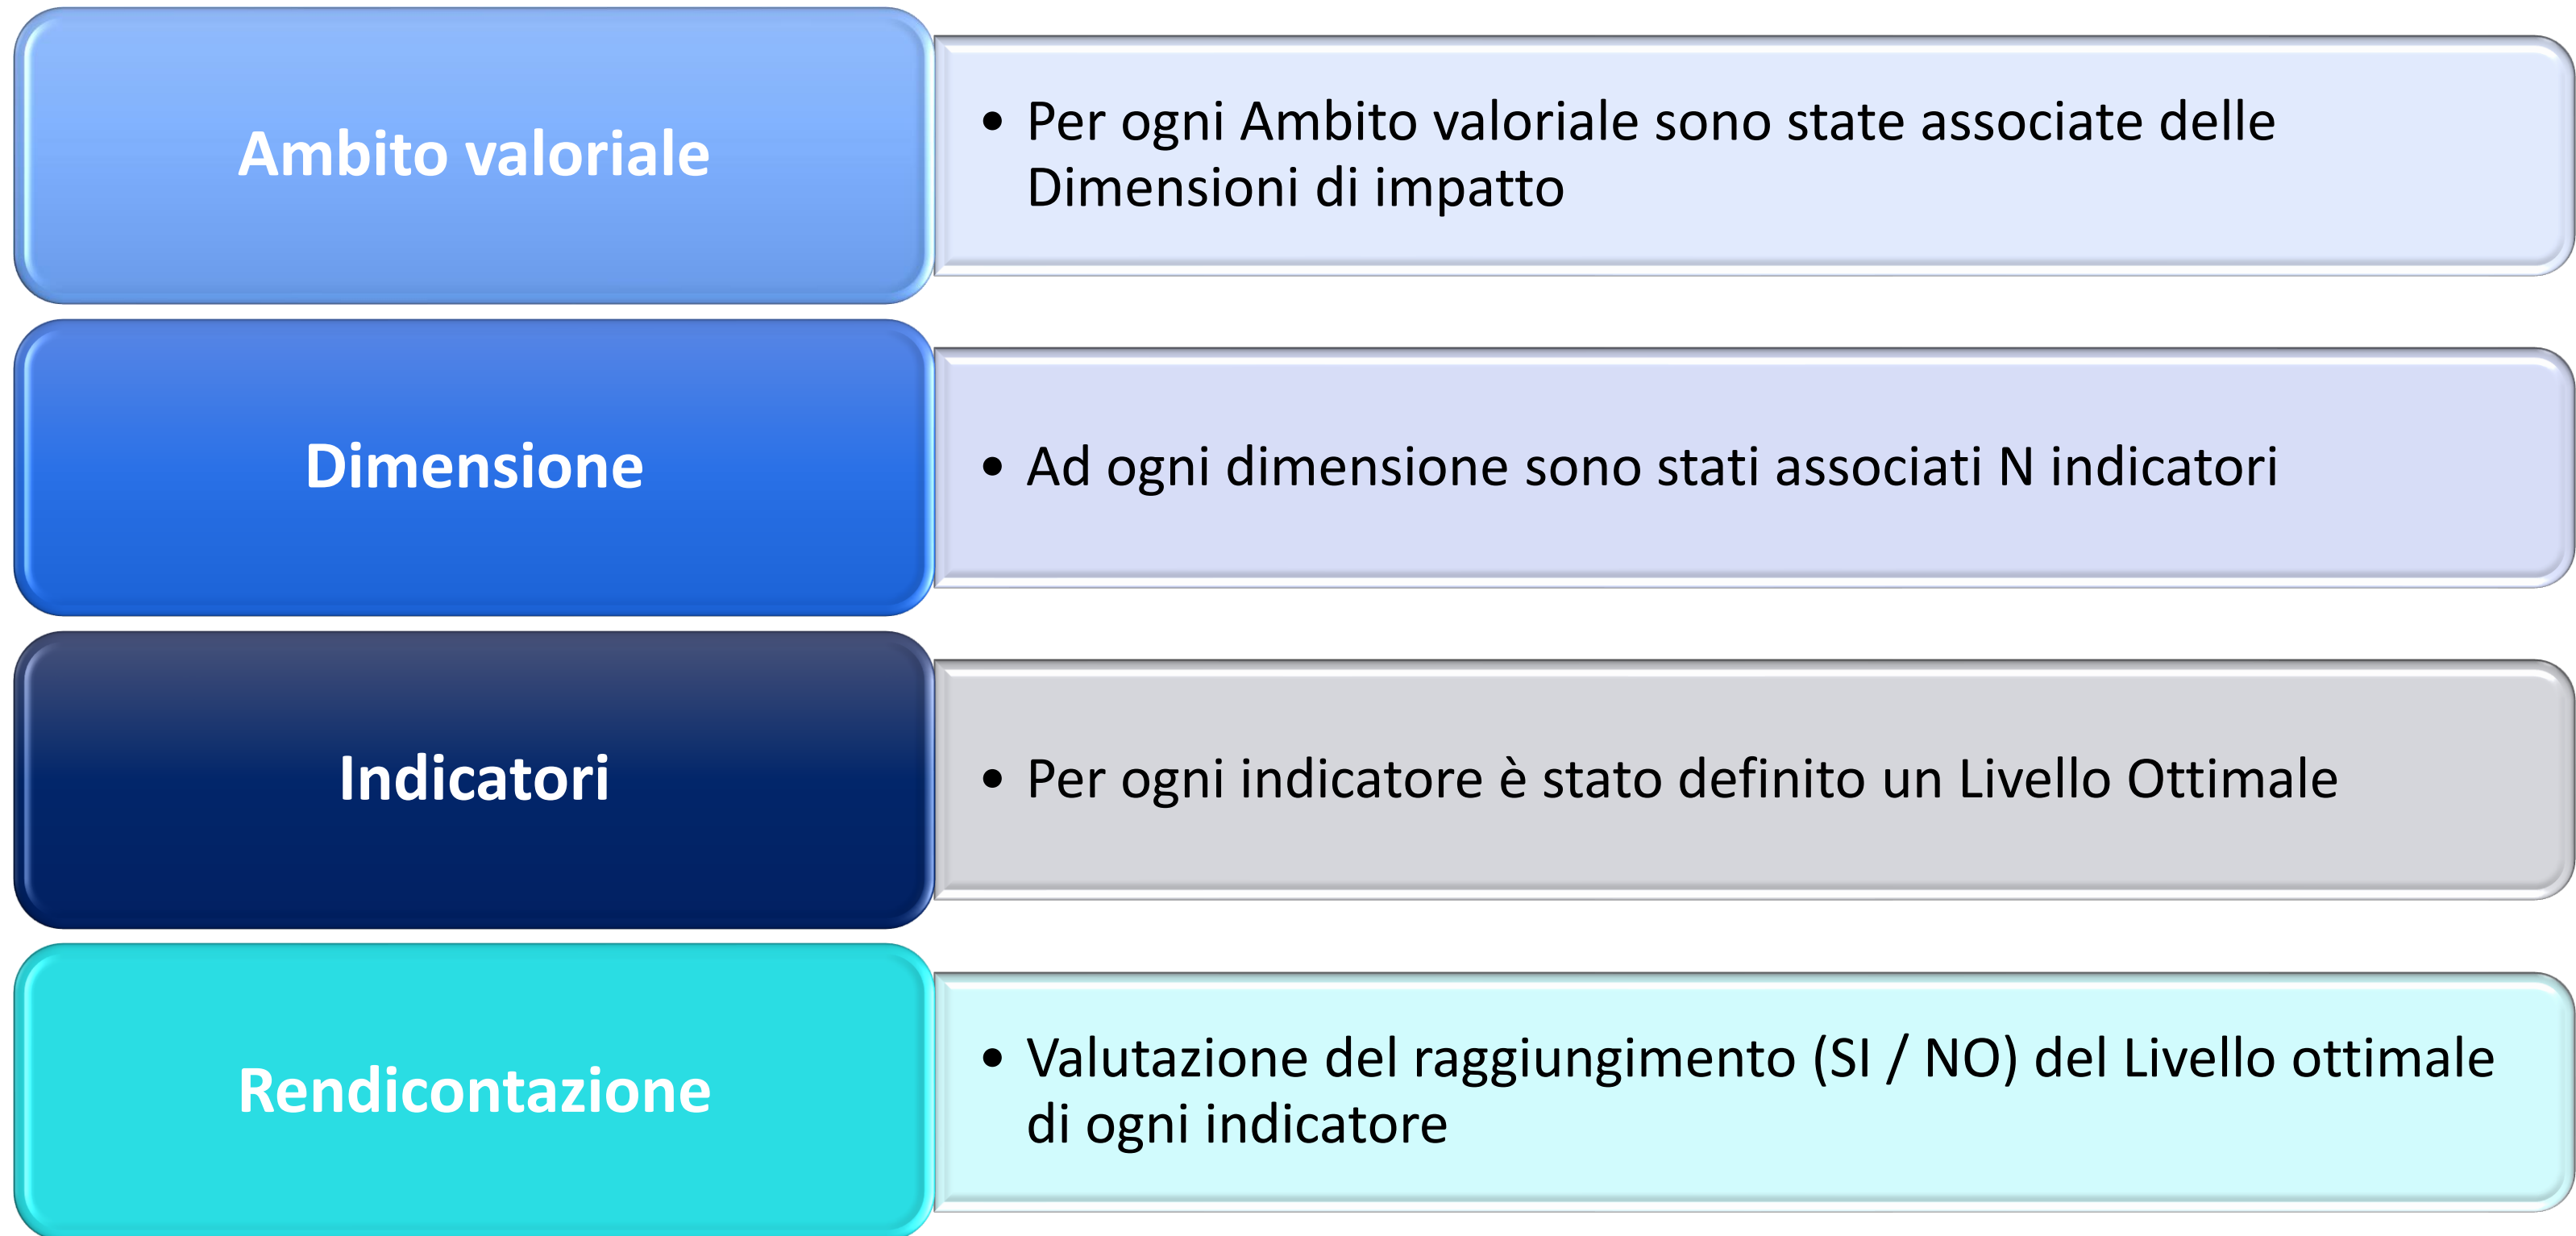 Ambito valoriale
• Per ogni Ambito valoriale sono state associate delle
Dimensioni di impatto
Dimensione
• Ad ogni dimensione sono stati associati N indicatori
Indicatori
• Per ogni indicatore è stato definito un Livello Ottimale
Rendicontazione
• Valutazione del raggiungimento (SI / NO) del Livello ottimale
di ogni indicatore